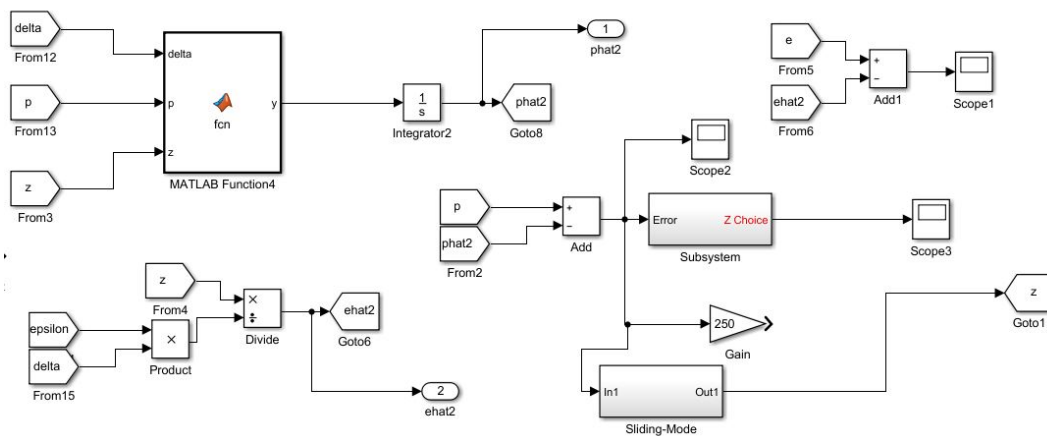 delta
From12
p
From13
z
From3
delta
p
z
fcn
y
MATLAB Function4
1
s
Integrator2
1
phat2
phat2
Goto8
e
From5
ehat2
From6
+
−
Add1
Scope1
Scope2
p
phat2
From2
+
−
Add
Error
Z Choice
Subsystem
Scope3
z
From4
epsilon
delta
From15
×
Product
×
÷
Divide
ehat2
Goto6
2
ehat2
250
Gain
In1
Out1
Sliding-Mode
z
Goto1